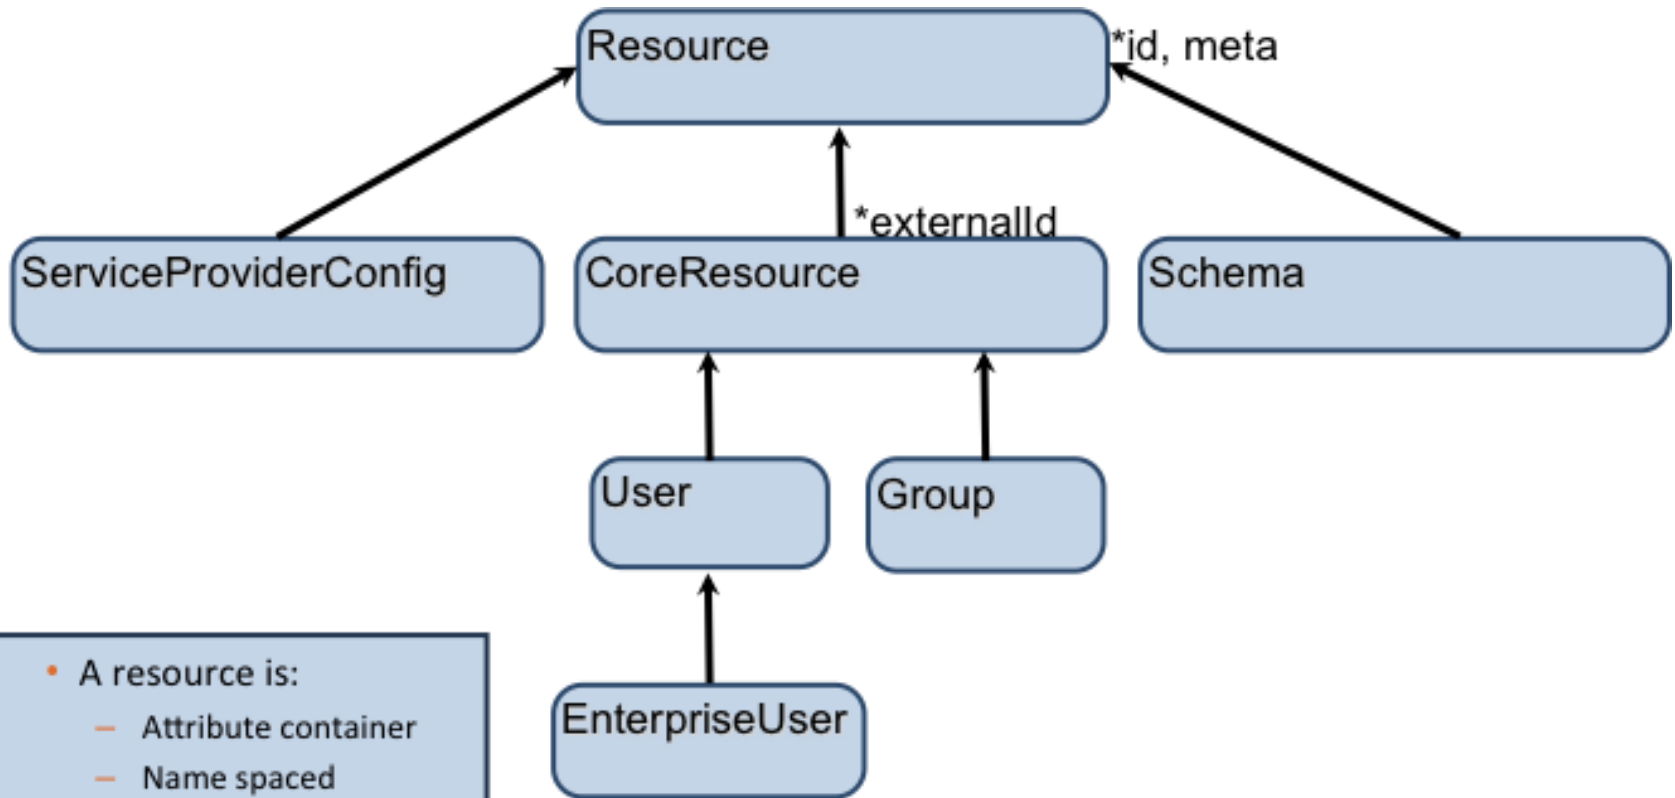 Resource
*id, meta
*externalId
ServiceProviderConfig
CoreResource
Schema
User
Group
EnterpriseUser
• A resource is:
– Attribute container
– Name spaced